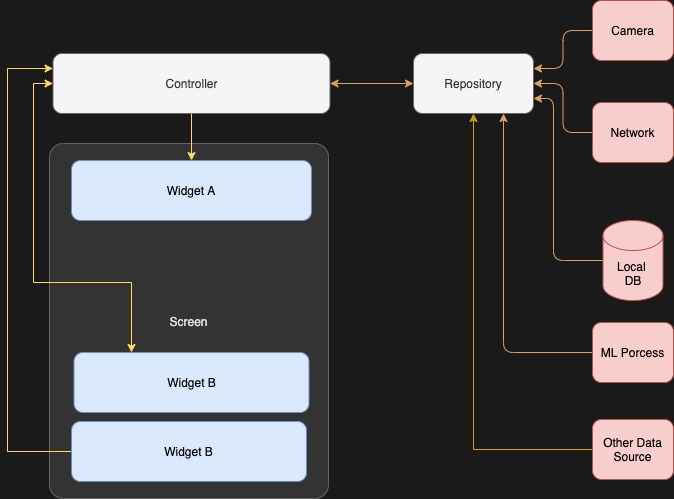 Camera
Controller
Repository
Network
Widget A
Local
DB
Screen
ML Porcess
Widget B
Widget B
Other Data
Source